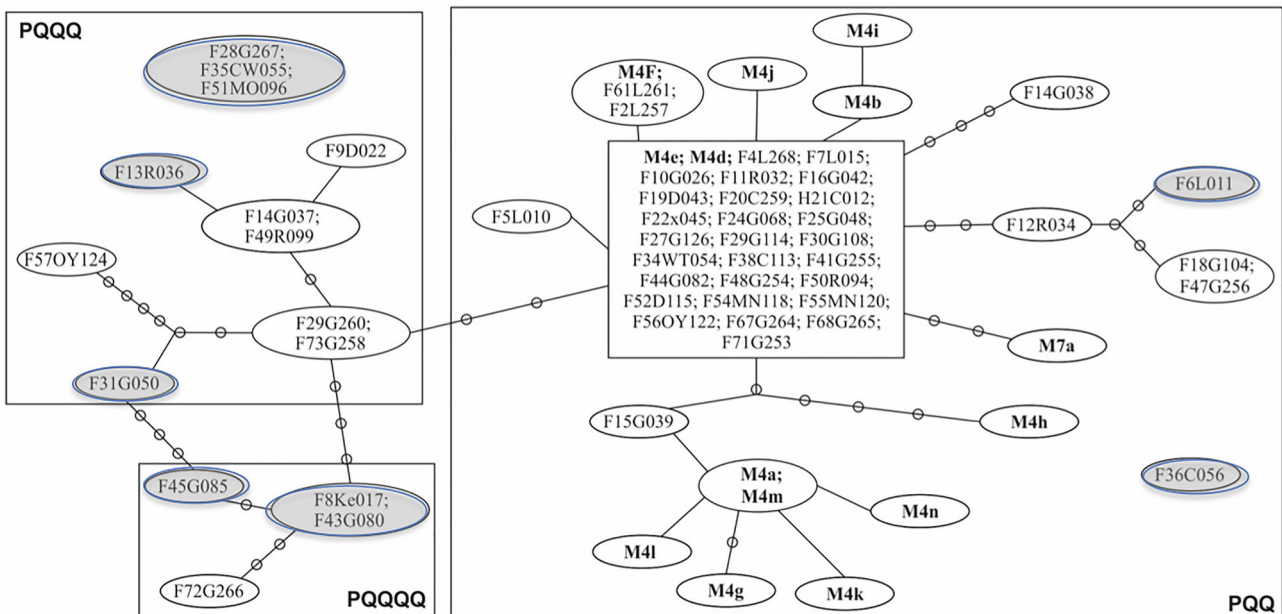 PQQQ
F28G267;
F35CW055;
F51MO096
F13R036
F9D022
F14G037;
F49R099
F57OY124
F29G260;
F73G258
F31G050
F45G085
F8Ke017;
F43G080
F72G266
PQQQQ
M4i
M4F;
F61L261;
F2L257
M4j
M4b
F14G038
M4e; M4d; F4L268; F7L015;
F10G026; F11R032; F16G042;
F19D043; F20C259; H21C012;
F22x045; F24G068; F25G048;
F27G126; F29G114; F30G108;
F34WT054; F38C113; F41G255;
F44G082; F48G254; F50R094;
F52D115; F54MN118; F55MN120;
F56OY122; F67G264; F68G265;
F71G253
F5L010
F6L011
F12R034
F18G104;
F47G256
M7a
F15G039
M4h
M4a;
M4m
F36C056
M4n
M4l
M4g
M4k
PQQ